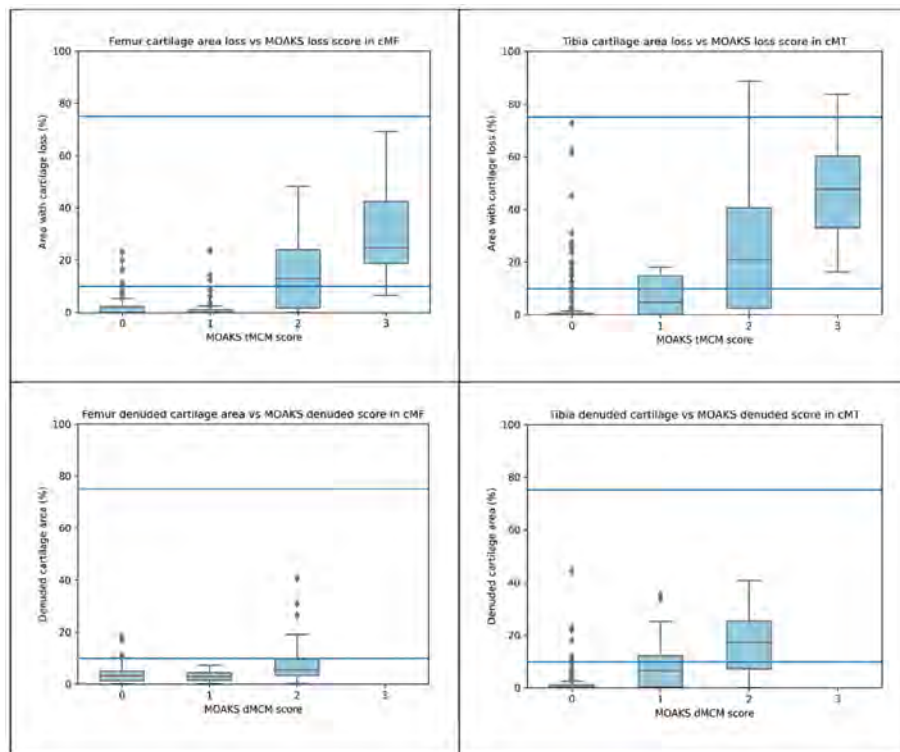 Femur cartilage area loss vs MOAKS loss score in cMF
Area with cartilage loss (%)
100
80
60
40
20
0
0 1 2 3
MOAKS tMCM score
Tibia cartilage area loss vs MOAKS loss score in cMT
Area with cartilage loss (%)
100
80
60
40
20
0
0 1 2 3
MOAKS tMCM score
Femur denuded cartilage area vs MOAKS denuded score in cMF
Denuded cartilage area (%)
100
80
60
40
20
0
0 1 2 3
MOAKS dMCM score
Tibia denuded cartilage vs MOAKS denuded score in cMT
Denuded cartilage area (%)
100
80
60
40
20
0
0 1 2 3
MOAKS dMCM score